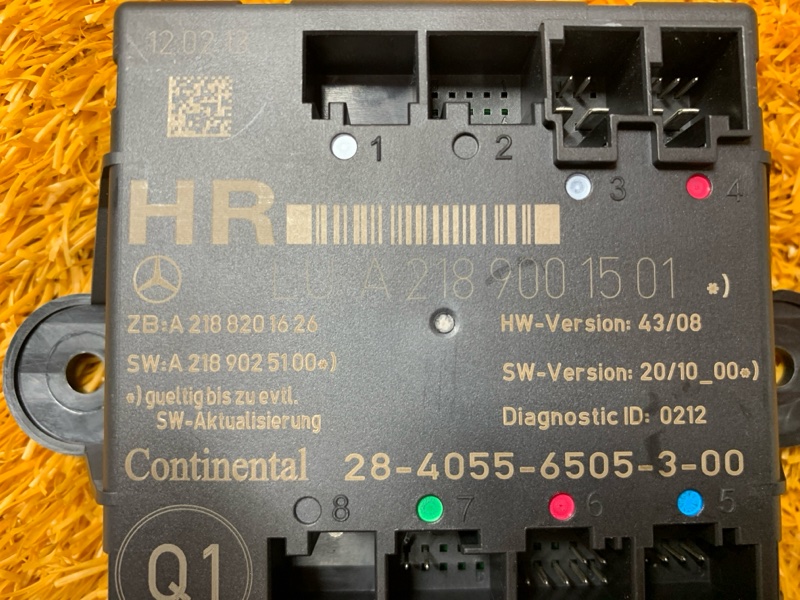 12.02.13
1 2
3 4
HR
LU: A 218 900 15 01 *)
ZB: A 218 820 16 26
HW-Version: 43/08
SW: A 218 902 51 00*)
SW-Version: 20/10_00*)
*) gueltig bis zu evtl.
SW-Aktualisierung
Diagnostic ID: 0212
Continental 28-4055-6505-3-00
8 7 6 5
Q1